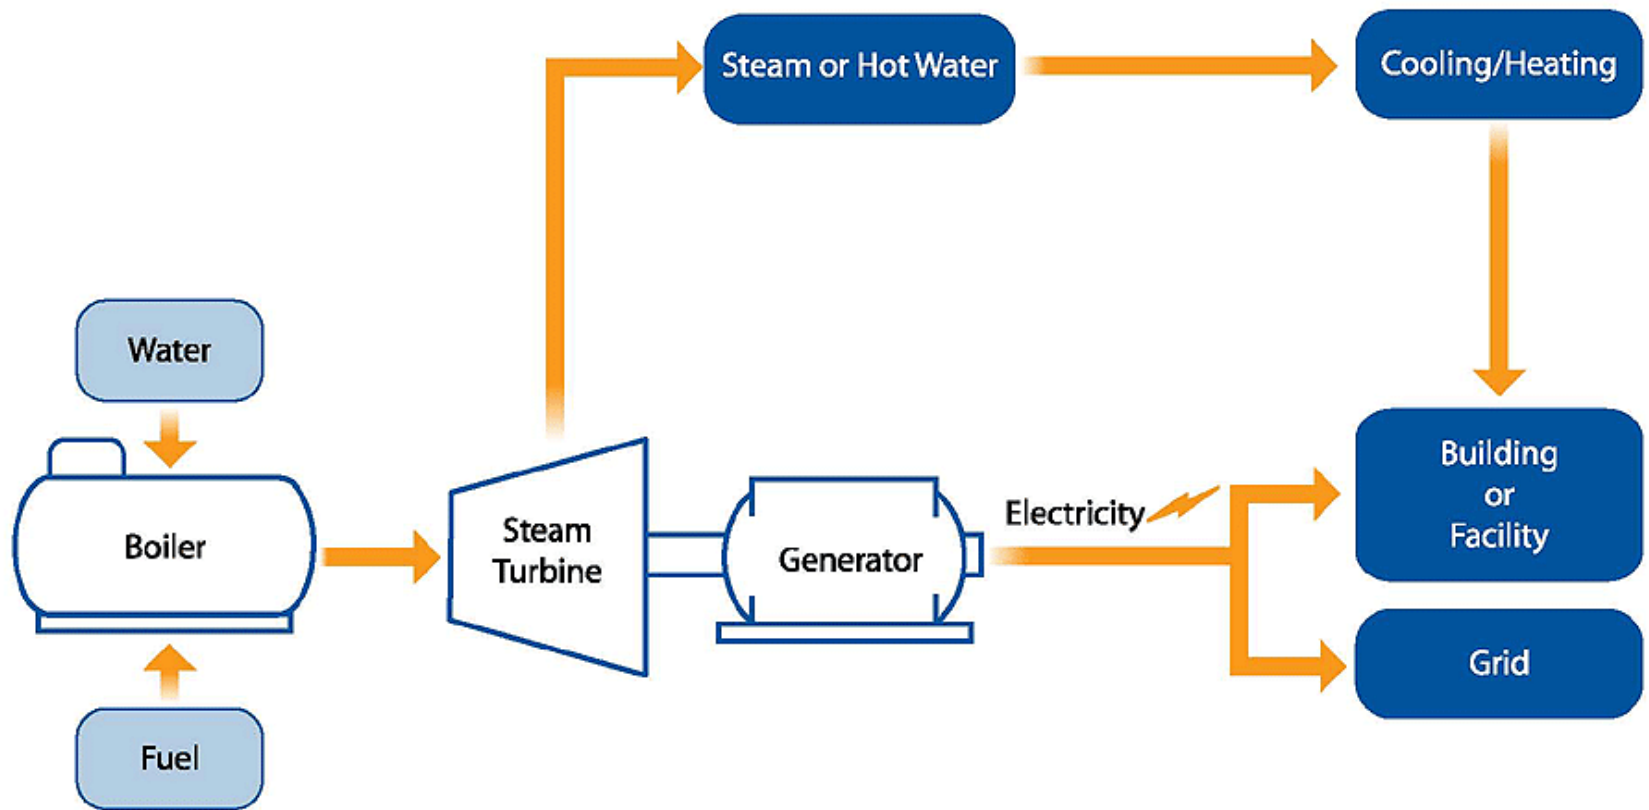 Steam or Hot Water
Cooling/Heating
Water
Boiler
Fuel
Steam
Turbine
Generator
Electricity
Building
or
Facility
Grid